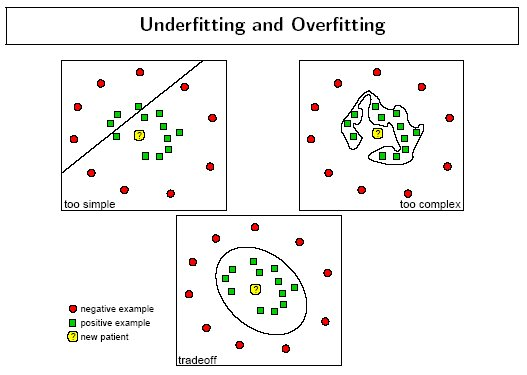 Underfitting and Overfitting
?
too simple
?
too complex
?
negative example
positive example
? new patient
tradeoff